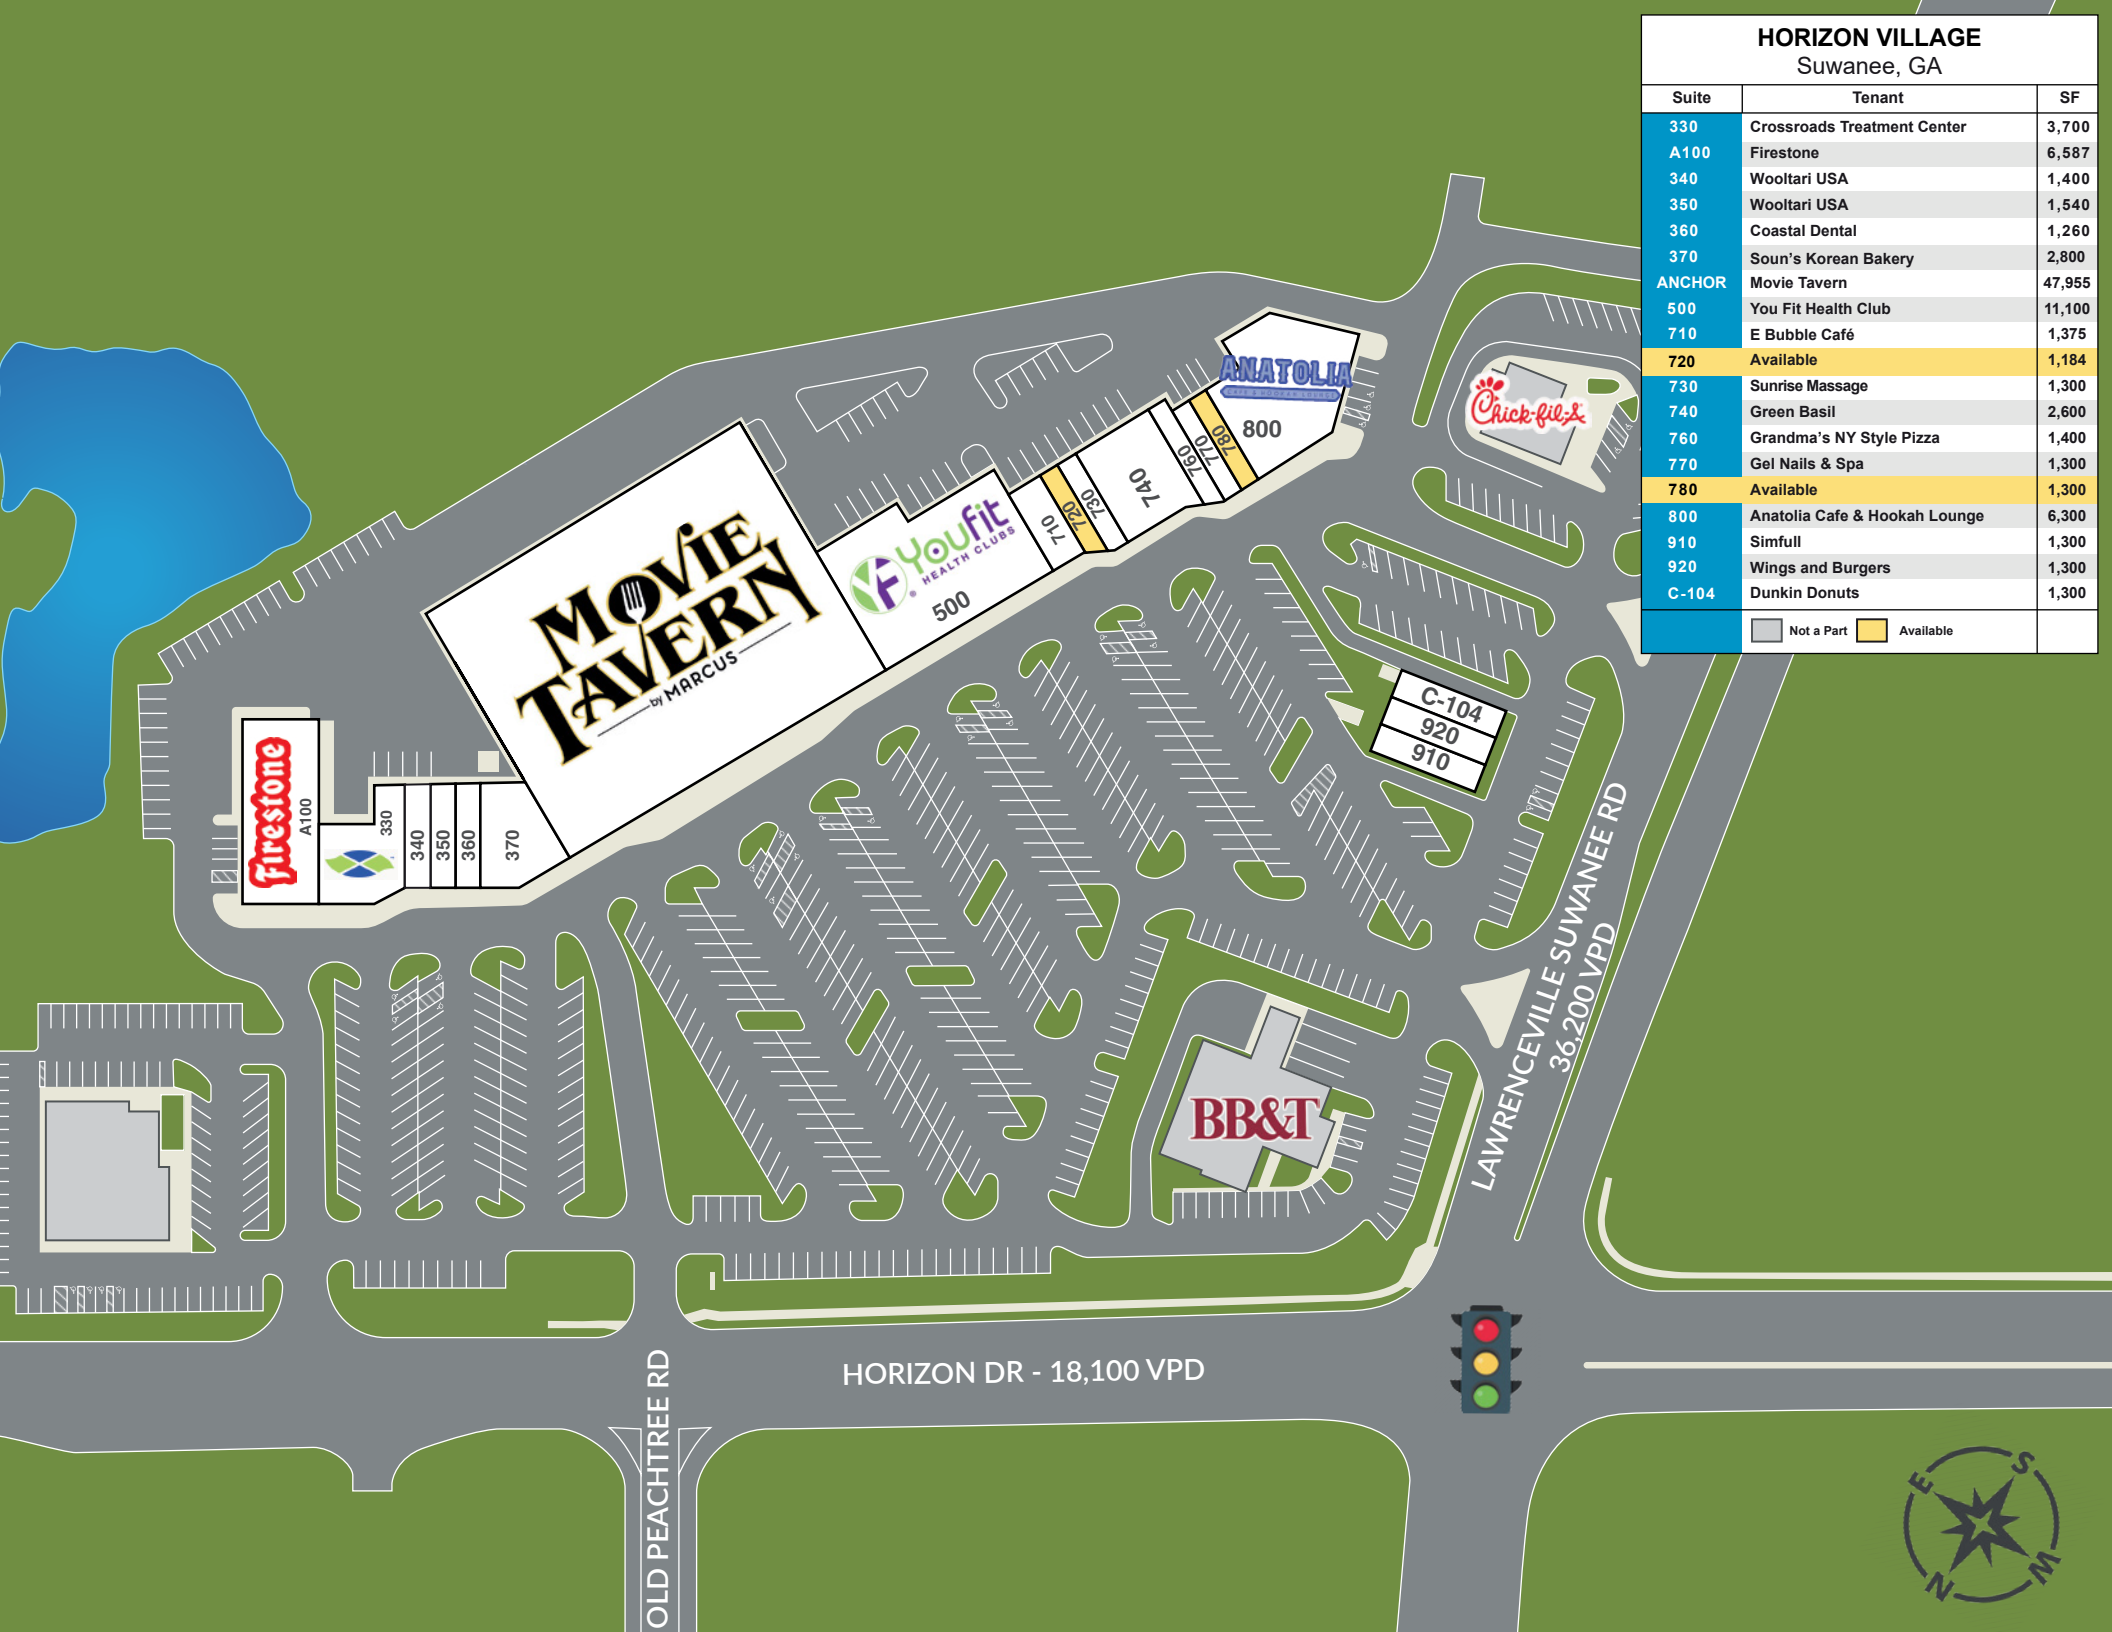 HORIZON VILLAGE
Suwanee, GA
Suite Tenant SF
330 Crossroads Treatment Center 3,700
A100 Firestone 6,587
340 Wooltari USA 1,400
350 Wooltari USA 1,540
360 Coastal Dental 1,260
370 Soun's Korean Bakery 2,800
ANCHOR Movie Tavern 47,955
500 You Fit Health Club 11,100
710 E Bubble Café 1,375
720 Available 1,184
730 Sunrise Massage 1,300
740 Green Basil 2,600
760 Grandma's NY Style Pizza 1,400
770 Gel Nails & Spa 1,300
780 Available 1,300
800 Anatolia Cafe & Hookah Lounge 6,300
910 Simfull 1,300
920 Wings and Burgers 1,300
C-104 Dunkin Donuts 1,300
Not a Part Available
ANATOLIA
CAFE & HOOKAH LOUNGE
800
Chick-fil-A
780
770
760
740
730
720
710
YouFit
HEALTH CLUBS
500
MOVIE
TAVERN
by MARCUS
C-104
920
910
Firestone
A100
330
340
350
360
370
BB&T
LAWRENCEVILLE SUWANEE RD
36,200 VPD
HORIZON DR - 18,100 VPD
OLD PEACHTREE RD
E
S
N
W